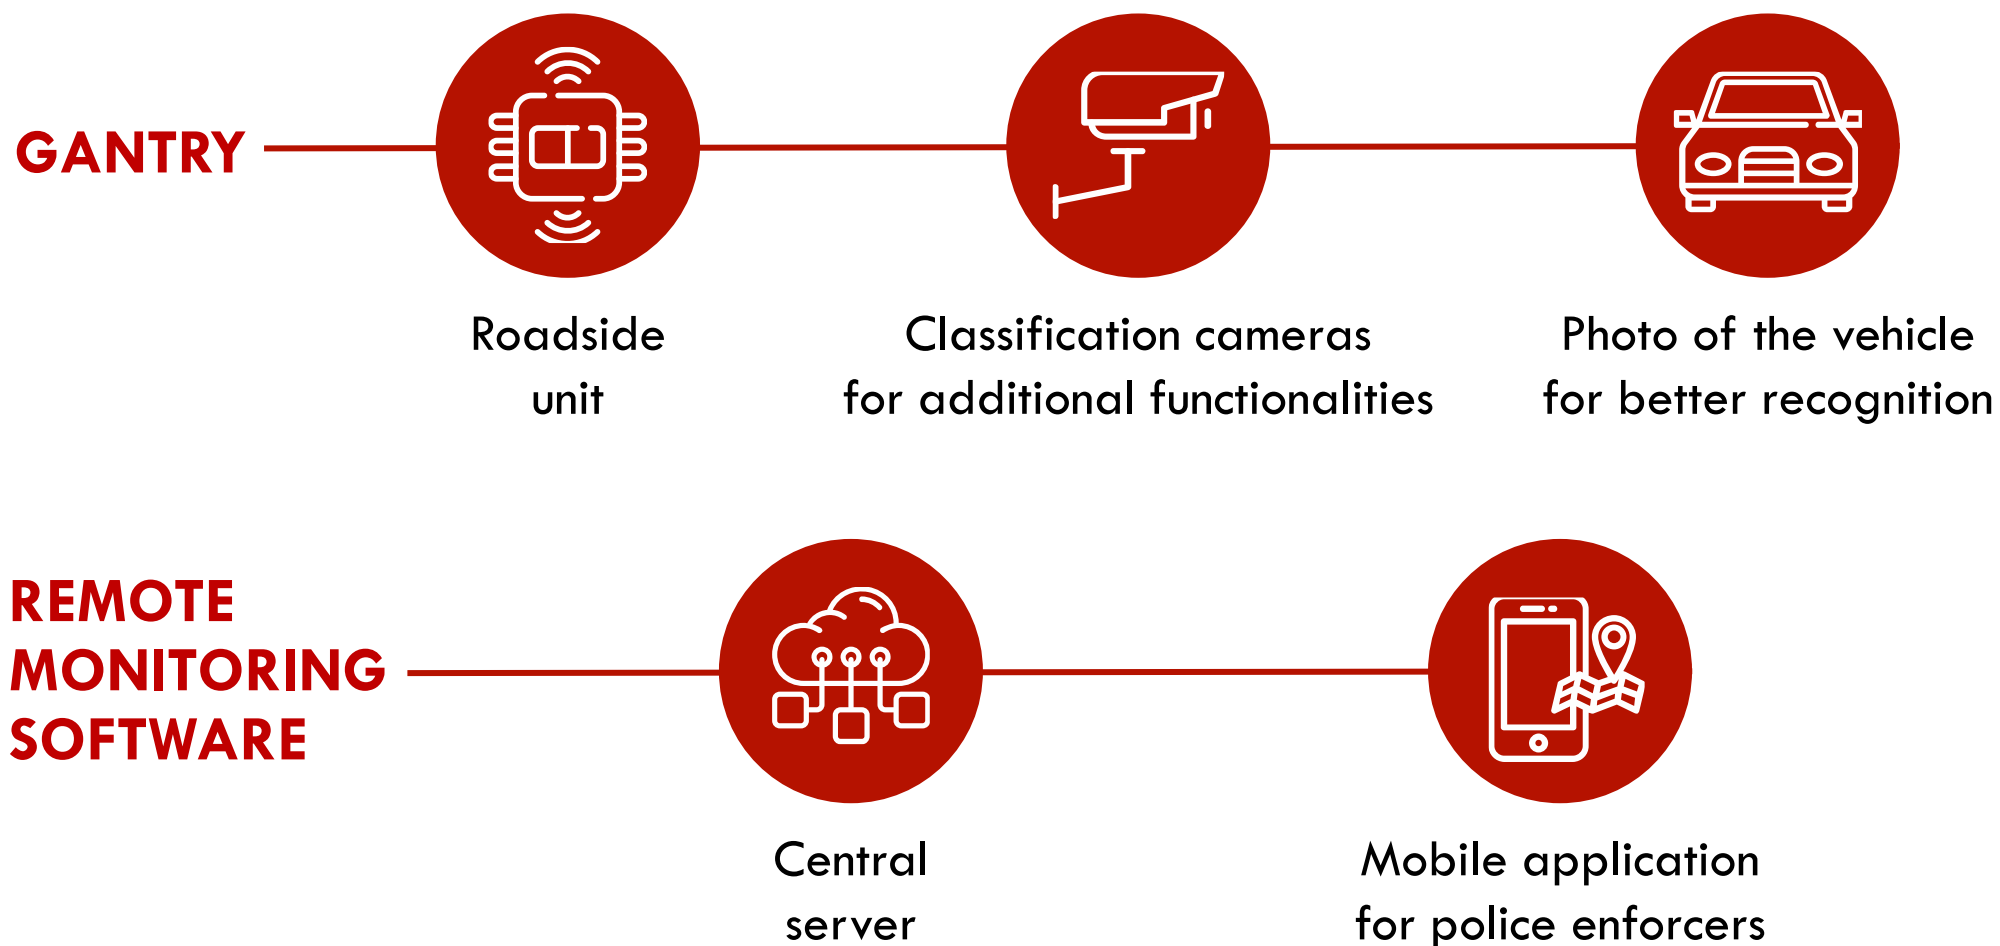 GANTRY
Roadside
unit
Classification cameras
for additional functionalities
Photo of the vehicle
for better recognition
REMOTE
MONITORING
SOFTWARE
Central
server
Mobile application
for police enforcers